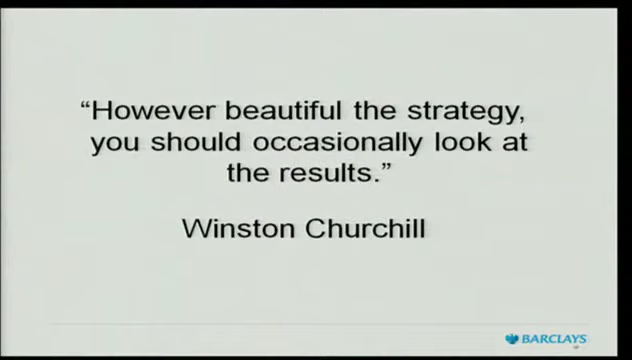 “However beautiful the strategy,
you should occasionally look at
the results.”
Winston Churchill
BARCLAYS